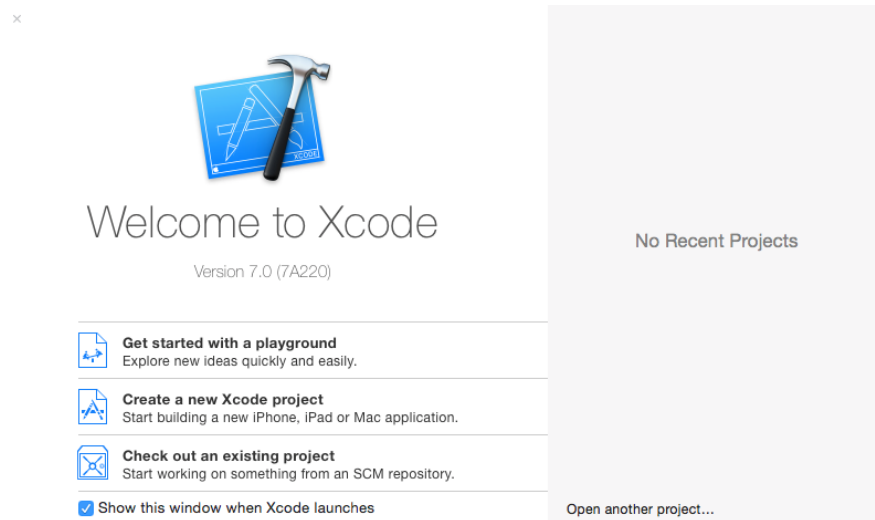 XCODE
Welcome to Xcode
Version 7.0 (7A220)
Get started with a playground
Explore new ideas quickly and easily.
Create a new Xcode project
Start building a new iPhone, iPad or Mac application.
Check out an existing project
Start working on something from an SCM repository.
Show this window when Xcode launches
No Recent Projects
Open another project...